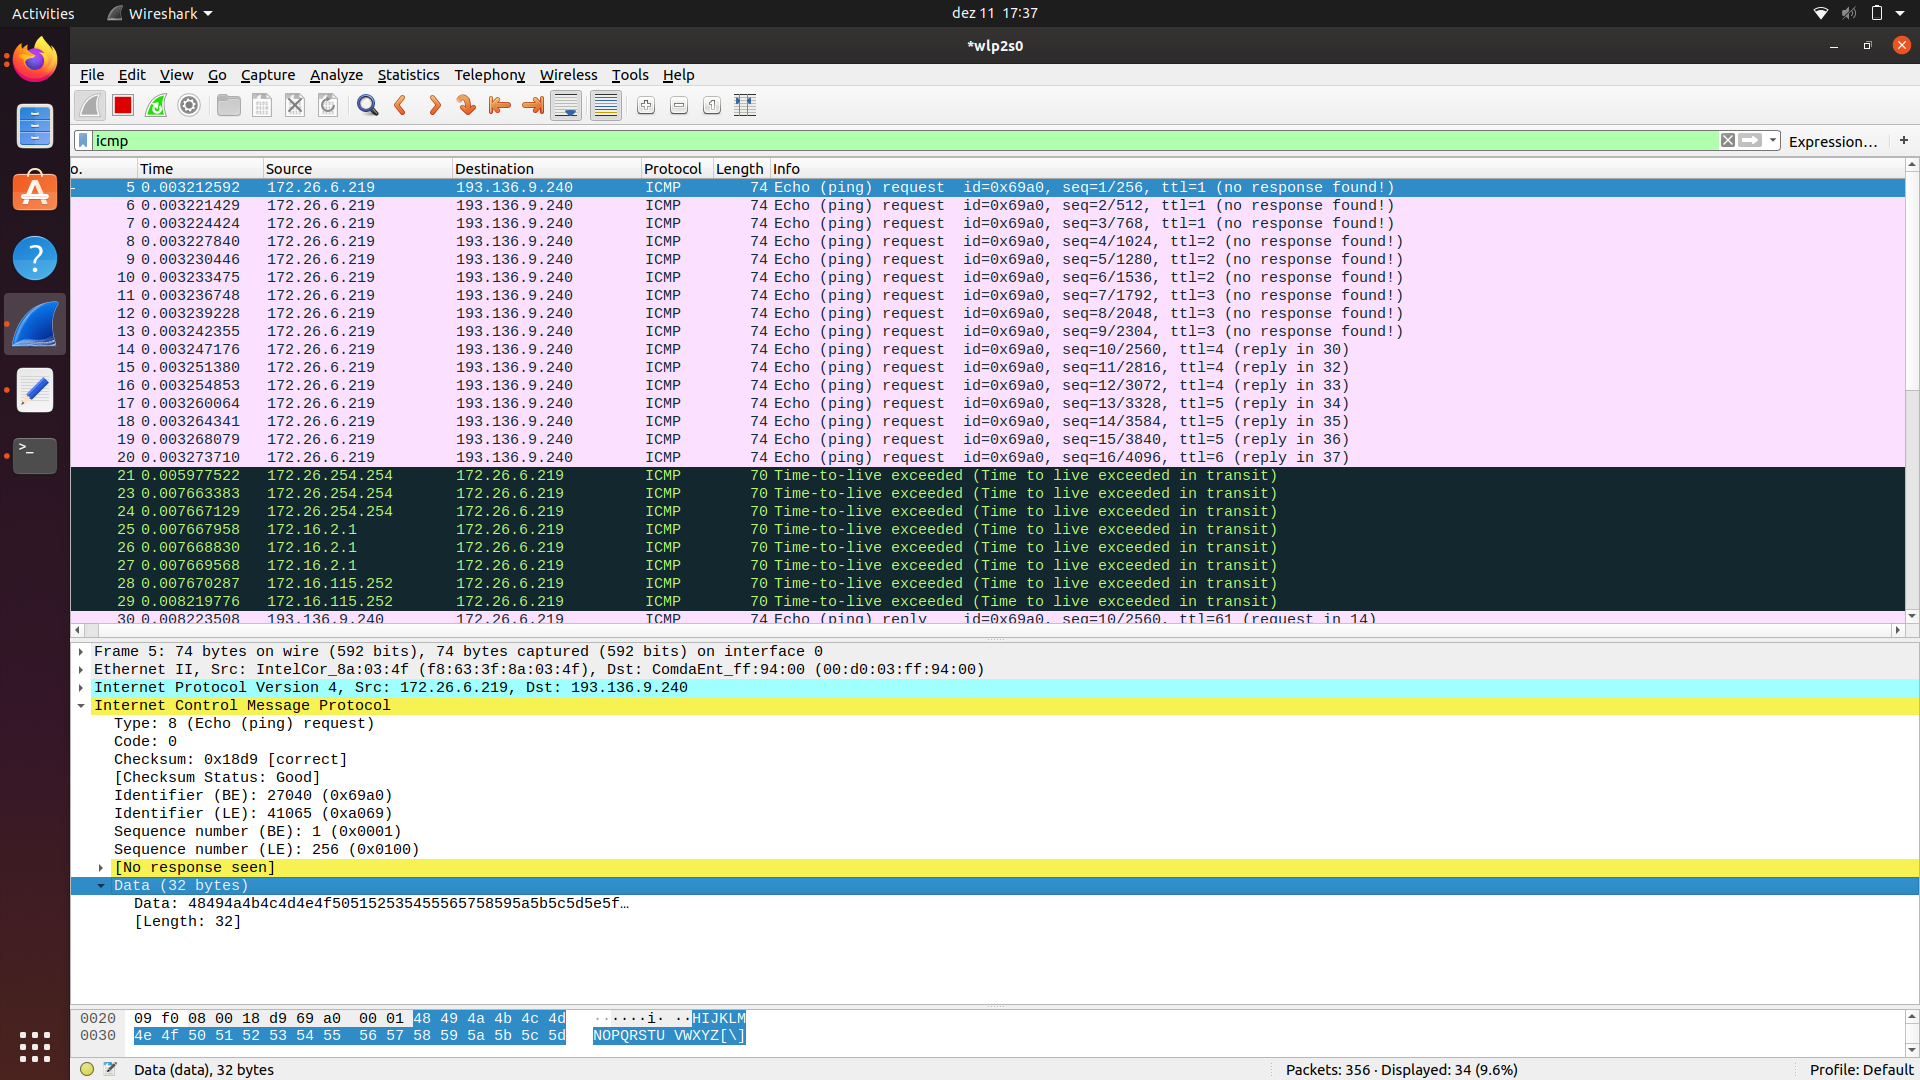 Activities Wireshark dez 11 17:37
*wlp2s0
File Edit View Go Capture Analyze Statistics Telephony Wireless Tools Help
icmp Expression… +
o. Time Source Destination Protocol Length Info
5 0.003212592 172.26.6.219 193.136.9.240 ICMP 74 Echo (ping) request id=0x69a0, seq=1/256, ttl=1 (no response found!)
6 0.003221429 172.26.6.219 193.136.9.240 ICMP 74 Echo (ping) request id=0x69a0, seq=2/512, ttl=1 (no response found!)
7 0.003224424 172.26.6.219 193.136.9.240 ICMP 74 Echo (ping) request id=0x69a0, seq=3/768, ttl=1 (no response found!)
8 0.003227840 172.26.6.219 193.136.9.240 ICMP 74 Echo (ping) request id=0x69a0, seq=4/1024, ttl=2 (no response found!)
9 0.003230446 172.26.6.219 193.136.9.240 ICMP 74 Echo (ping) request id=0x69a0, seq=5/1280, ttl=2 (no response found!)
10 0.003233475 172.26.6.219 193.136.9.240 ICMP 74 Echo (ping) request id=0x69a0, seq=6/1536, ttl=2 (no response found!)
11 0.003236748 172.26.6.219 193.136.9.240 ICMP 74 Echo (ping) request id=0x69a0, seq=7/1792, ttl=3 (no response found!)
12 0.003239228 172.26.6.219 193.136.9.240 ICMP 74 Echo (ping) request id=0x69a0, seq=8/2048, ttl=3 (no response found!)
13 0.003242355 172.26.6.219 193.136.9.240 ICMP 74 Echo (ping) request id=0x69a0, seq=9/2304, ttl=3 (no response found!)
14 0.003247176 172.26.6.219 193.136.9.240 ICMP 74 Echo (ping) request id=0x69a0, seq=10/2560, ttl=4 (reply in 30)
15 0.003251380 172.26.6.219 193.136.9.240 ICMP 74 Echo (ping) request id=0x69a0, seq=11/2816, ttl=4 (reply in 32)
16 0.003254853 172.26.6.219 193.136.9.240 ICMP 74 Echo (ping) request id=0x69a0, seq=12/3072, ttl=4 (reply in 33)
17 0.003260064 172.26.6.219 193.136.9.240 ICMP 74 Echo (ping) request id=0x69a0, seq=13/3328, ttl=5 (reply in 34)
18 0.003264341 172.26.6.219 193.136.9.240 ICMP 74 Echo (ping) request id=0x69a0, seq=14/3584, ttl=5 (reply in 35)
19 0.003268079 172.26.6.219 193.136.9.240 ICMP 74 Echo (ping) request id=0x69a0, seq=15/3840, ttl=5 (reply in 36)
20 0.003273710 172.26.6.219 193.136.9.240 ICMP 74 Echo (ping) request id=0x69a0, seq=16/4096, ttl=6 (reply in 37)
21 0.005977522 172.26.254.254 172.26.6.219 ICMP 70 Time-to-live exceeded (Time to live exceeded in transit)
23 0.007663383 172.26.254.254 172.26.6.219 ICMP 70 Time-to-live exceeded (Time to live exceeded in transit)
24 0.007667129 172.26.254.254 172.26.6.219 ICMP 70 Time-to-live exceeded (Time to live exceeded in transit)
25 0.007667958 172.16.2.1 172.26.6.219 ICMP 70 Time-to-live exceeded (Time to live exceeded in transit)
26 0.007668830 172.16.2.1 172.26.6.219 ICMP 70 Time-to-live exceeded (Time to live exceeded in transit)
27 0.007669568 172.16.2.1 172.26.6.219 ICMP 70 Time-to-live exceeded (Time to live exceeded in transit)
28 0.007670287 172.16.115.252 172.26.6.219 ICMP 70 Time-to-live exceeded (Time to live exceeded in transit)
29 0.008219776 172.16.115.252 172.26.6.219 ICMP 70 Time-to-live exceeded (Time to live exceeded in transit)
30 0.008223508 193.136.9.240 172.26.6.219 ICMP 74 Echo (ping) reply id=0x69a0, seq=10/2560, ttl=61 (request in 14)
Frame 5: 74 bytes on wire (592 bits), 74 bytes captured (592 bits) on interface 0
Ethernet II, Src: IntelCor_8a:03:4f (f8:63:3f:8a:03:4f), Dst: ComdaEnt_ff:94:00 (00:d0:03:ff:94:00)
Internet Protocol Version 4, Src: 172.26.6.219, Dst: 193.136.9.240
Internet Control Message Protocol
Type: 8 (Echo (ping) request)
Code: 0
Checksum: 0x18d9 [correct]
[Checksum Status: Good]
Identifier (BE): 27040 (0x69a0)
Identifier (LE): 41065 (0xa069)
Sequence number (BE): 1 (0x0001)
Sequence number (LE): 256 (0x0100)
[No response seen]
Data (32 bytes)
Data: 48494a4b4c4d4e4f505152535455565758595a5b5c5d5e5f…
[Length: 32]
0020 09 f0 08 00 18 d9 69 a0 00 01 48 49 4a 4b 4c 4d ······i· ··HIJKLM
0030 4e 4f 50 51 52 53 54 55 56 57 58 59 5a 5b 5c 5d NOPQRSTU VWXYZ[\]
Data (data), 32 bytes Packets: 356 · Displayed: 34 (9.6%) Profile: Default